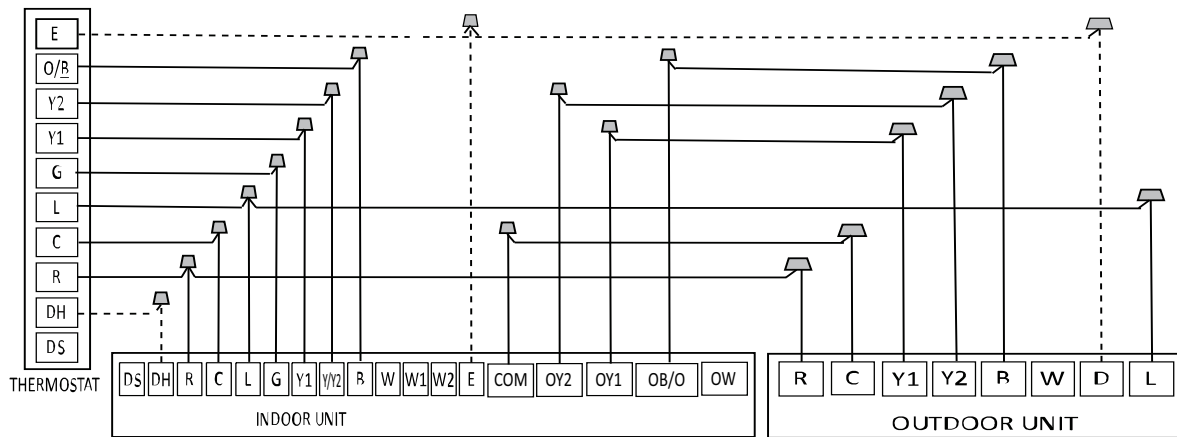 E
O/B
Y2
Y1
G
L
C
R
DH
DS
THERMOSTAT
DS DH R C L G Y1 Y/Y2 B W W1 W2 E COM OY2 OY1 OB/O OW
INDOOR UNIT
R C Y1 Y2 B W D L
OUTDOOR UNIT